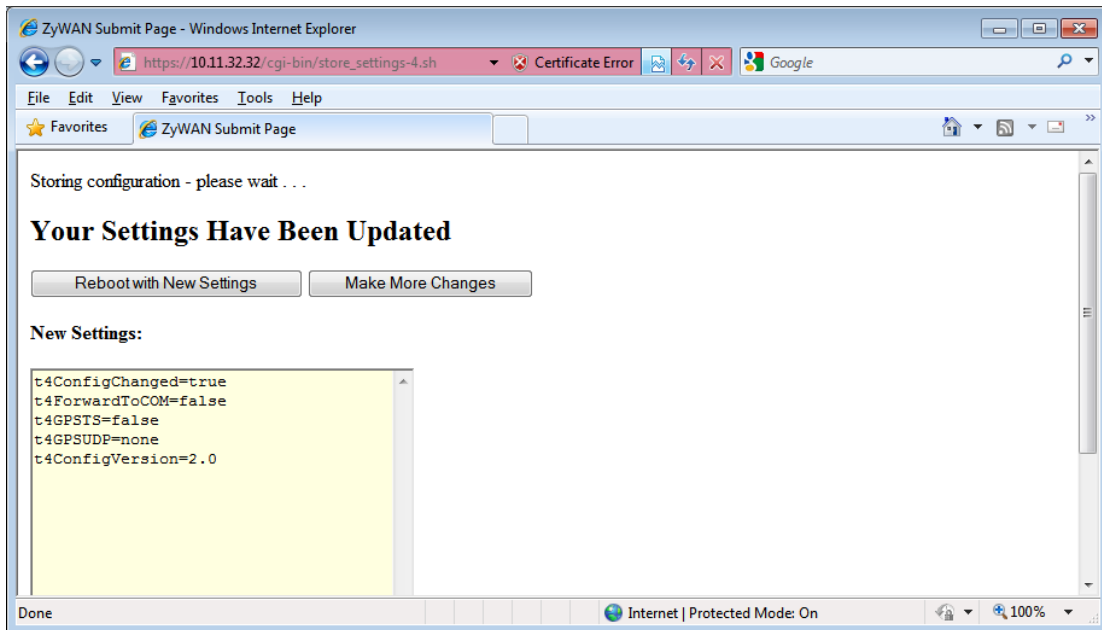 ZyWAN Submit Page - Windows Internet Explorer
https://10.11.32.32/cgi-bin/store_settings-4.sh Certificate Error Google
File Edit View Favorites Tools Help
Favorites ZyWAN Submit Page
Storing configuration - please wait . . .
Your Settings Have Been Updated
Reboot with New Settings Make More Changes
New Settings:
t4ConfigChanged=true
t4ForwardToCOM=false
t4GPSTS=false
t4GPSUDP=none
t4ConfigVersion=2.0
Done Internet | Protected Mode: On 100%